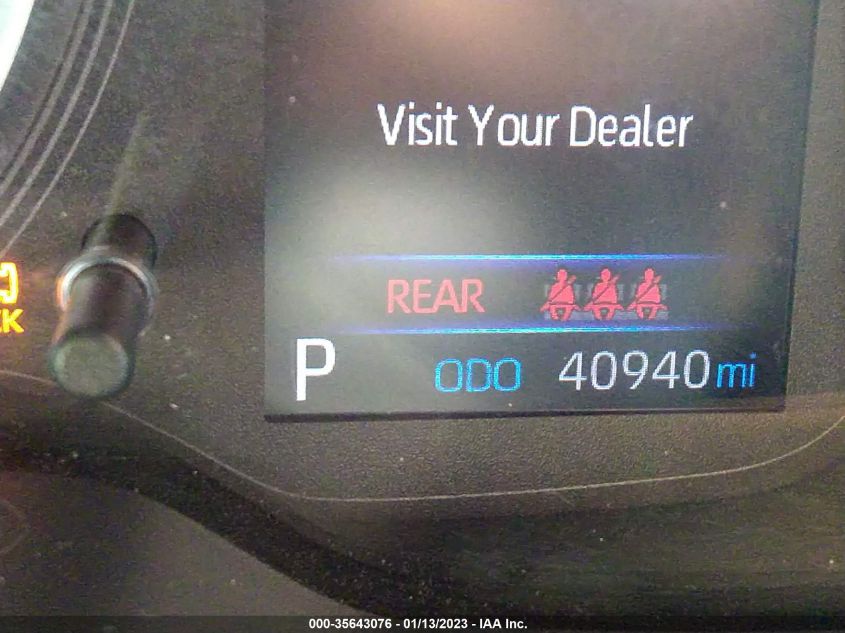 Visit Your Dealer
REAR
P ODO 40940 mi
000-35643076 - 01/13/2023 - IAA Inc.